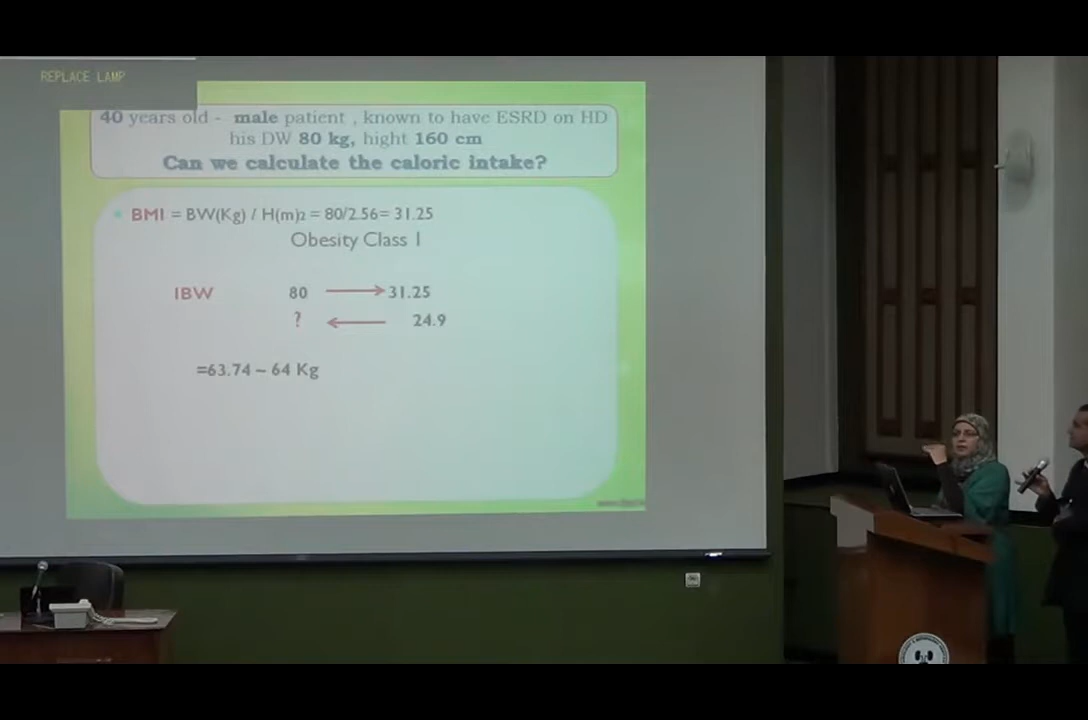 REPLACE LAMP
40 years old - male patient , known to have ESRD on HD
his DW 80 kg, hight 160 cm
Can we calculate the caloric intake?
BMI = BW(Kg) / H(m)2 = 80/2.56= 31.25
Obesity Class 1
IBW 80 → 31.25
? ← 24.9
=63.74 ~ 64 Kg